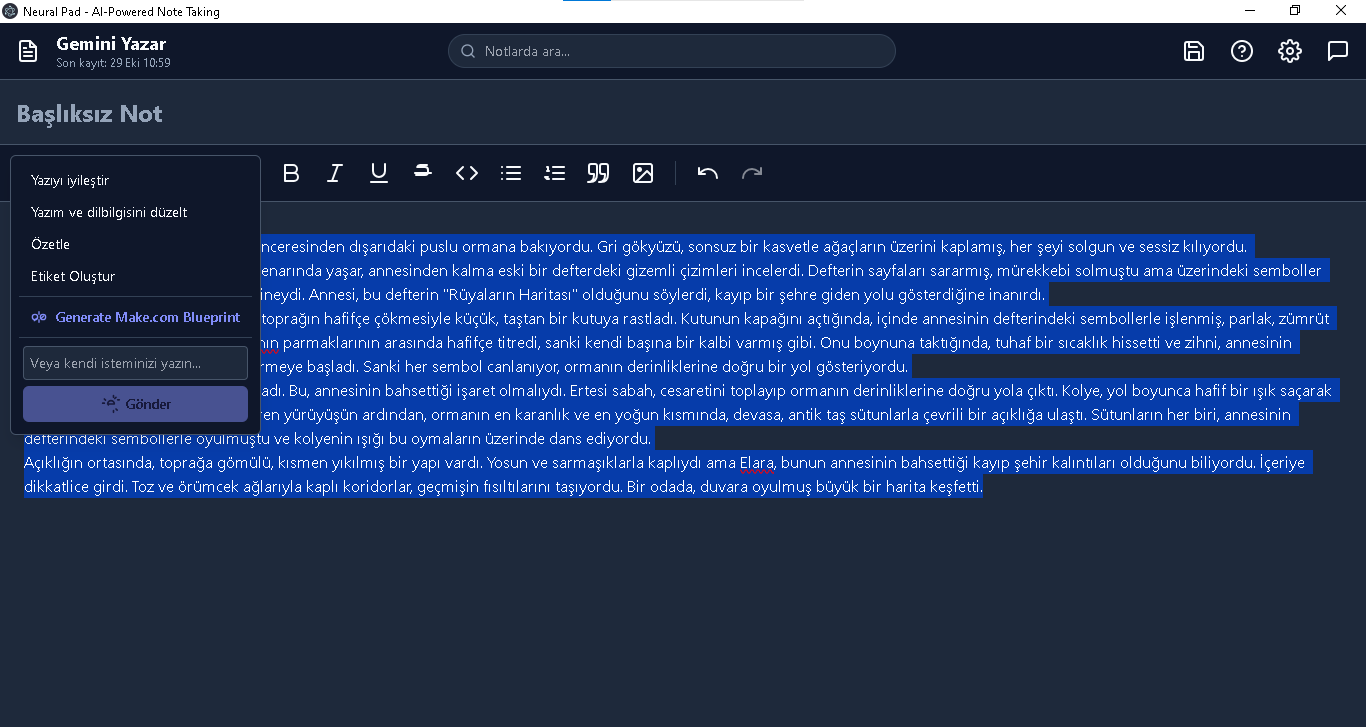 Neural Pad - AI-Powered Note Taking
Gemini Yazar
Son kayıt: 29 Eki 10:59
Notlarda ara...
Başlıksız Not
Yazıyı iyileştir
Yazım ve dilbilgisini düzelt
Özetle
Etiket Oluştur
Generate Make.com Blueprint
Veya kendi isteminizi yazın...
Gönder
nceresinden dışarıdaki puslu ormana bakıyordu. Gri gökyüzü, sonsuz bir kasvetle ağaçların üzerini kaplamış, her şeyi solgun ve sessiz kılıyordu.
enarında yaşar, annesinden kalma eski bir defterdeki gizemli çizimleri incelerdi. Defterin sayfaları sararmış, mürekkebi solmuştu ama üzerindeki semboller
ineydi. Annesi, bu defterin "Rüyaların Haritası" olduğunu söylerdi, kayıp bir şehre giden yolu gösterdiğine inanırdı.
toprağın hafifçe çökmesiyle küçük, taştan bir kutuya rastladı. Kutunun kapağını açtığında, içinde annesinin defterindeki sembollerle işlenmiş, parlak, zümrüt
nın parmaklarının arasında hafifçe titredi, sanki kendi başına bir kalbi varmış gibi. Onu boynuna taktığında, tuhaf bir sıcaklık hissetti ve zihni, annesinin
rmeye başladı. Sanki her sembol canlanıyor, ormanın derinliklerine doğru bir yol gösteriyordu.
adı. Bu, annesinin bahsettiği işaret olmalıydı. Ertesi sabah, cesaretini toplayıp ormanın derinliklerine doğru yola çıktı. Kolye, yol boyunca hafif bir ışık saçarak
ren yürüyüşün ardından, ormanın en karanlık ve en yoğun kısmında, devasa, antik taş sütunlarla çevrili bir açıklığa ulaştı. Sütunların her biri, annesinin
defterindeki sembollerle oyulmuştu ve kolyenin ışığı bu oymaların üzerinde dans ediyordu.
Açıklığın ortasında, toprağa gömülü, kısmen yıkılmış bir yapı vardı. Yosun ve sarmaşıklarla kaplıydı ama Elara, bunun annesinin bahsettiği kayıp şehir kalıntıları olduğunu biliyordu. İçeriye
dikkatlice girdi. Toz ve örümcek ağlarıyla kaplı koridorlar, geçmişin fısıltılarını taşıyordu. Bir odada, duvara oyulmuş büyük bir harita keşfetti.